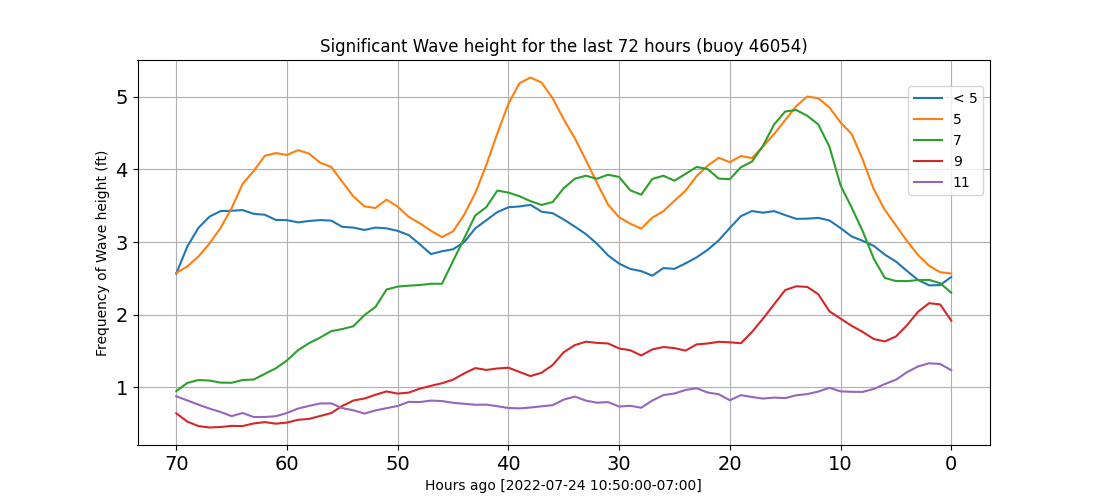 Significant Wave height for the last 72 hours (buoy 46054)
Frequency of Wave height (ft)
5
4
3
2
1
< 5
5
7
9
11
70 60 50 40 30 20 10 0
Hours ago [2022-07-24 10:50:00-07:00]